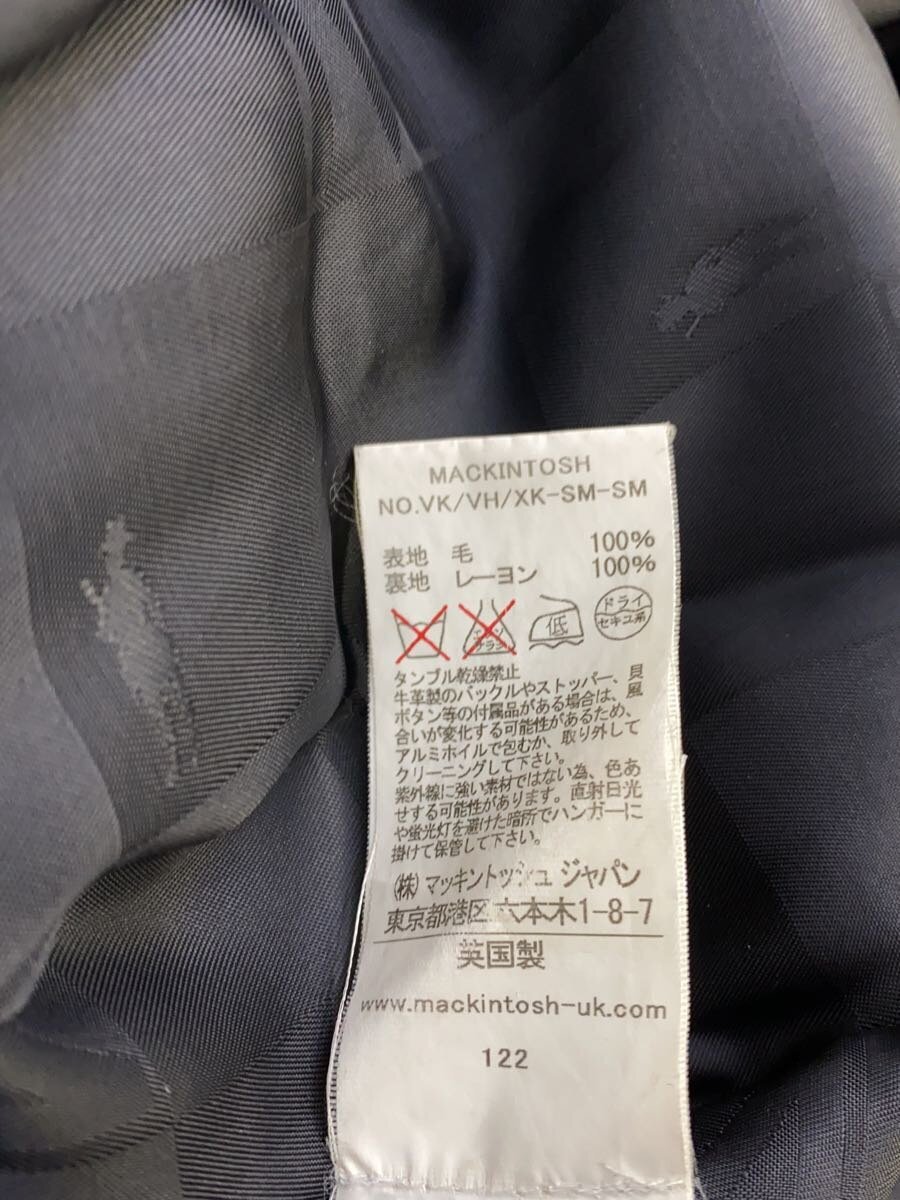 MACKINTOSH
NO.VK/VH/XK-SM-SM
表地 毛 100%
裏地 レーヨン 100%
エンソ
サラシ
低
ドライ
セキユ系
タンブル乾燥禁止
牛革製のバックルやストッパー、貝
ボタン等の付属品がある場合は、風
合いが変化する可能性があるため、
アルミホイルで包むか、取り外して
クリーニングして下さい。
紫外線に強い素材ではない為、色あ
せする可能性があります。直射日光
や蛍光灯を避けた暗所でハンガーに
掛けて保管して下さい。
(株)マッキントッシュ ジャパン
東京都港区六本木1-8-7
英国製
www.mackintosh-uk.com
122